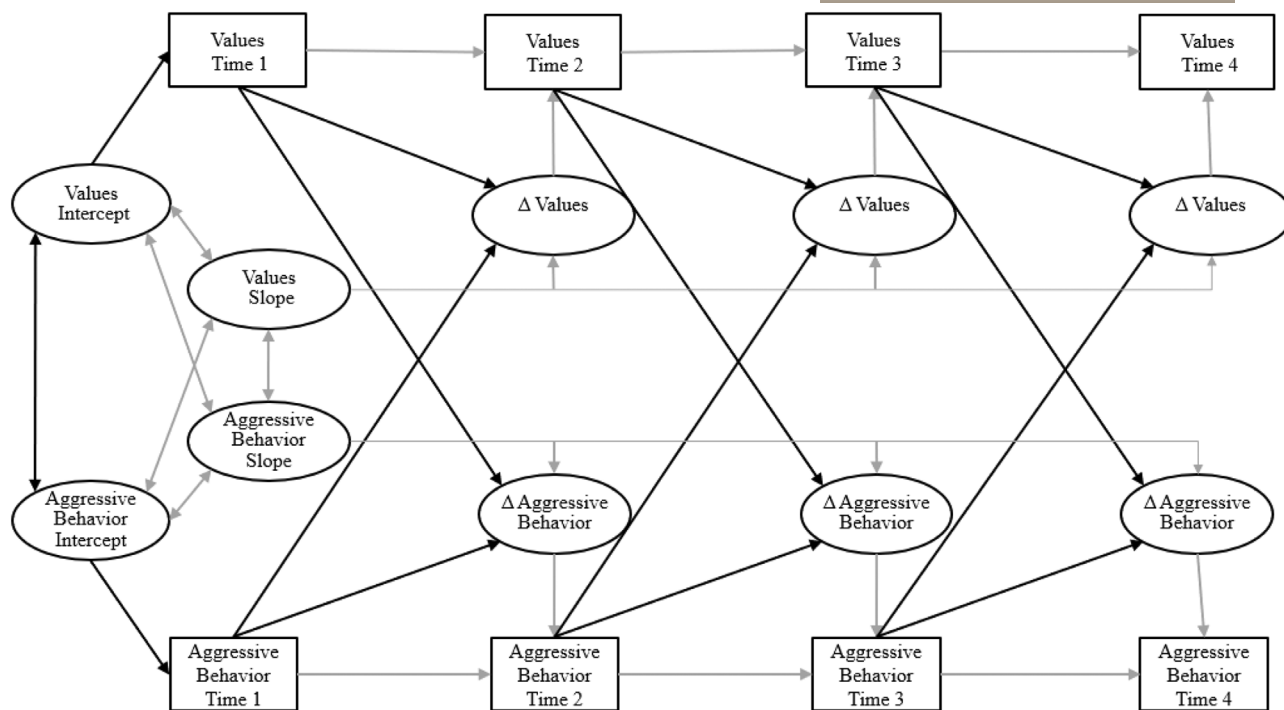 Values
Time 1
Values
Time 2
Values
Time 3
Values
Time 4
Values
Intercept
Δ Values
Δ Values
Δ Values
Values
Slope
Aggressive
Behavior
Slope
Aggressive
Behavior
Intercept
Δ Aggressive
Behavior
Δ Aggressive
Behavior
Δ Aggressive
Behavior
Aggressive
Behavior
Time 1
Aggressive
Behavior
Time 2
Aggressive
Behavior
Time 3
Aggressive
Behavior
Time 4